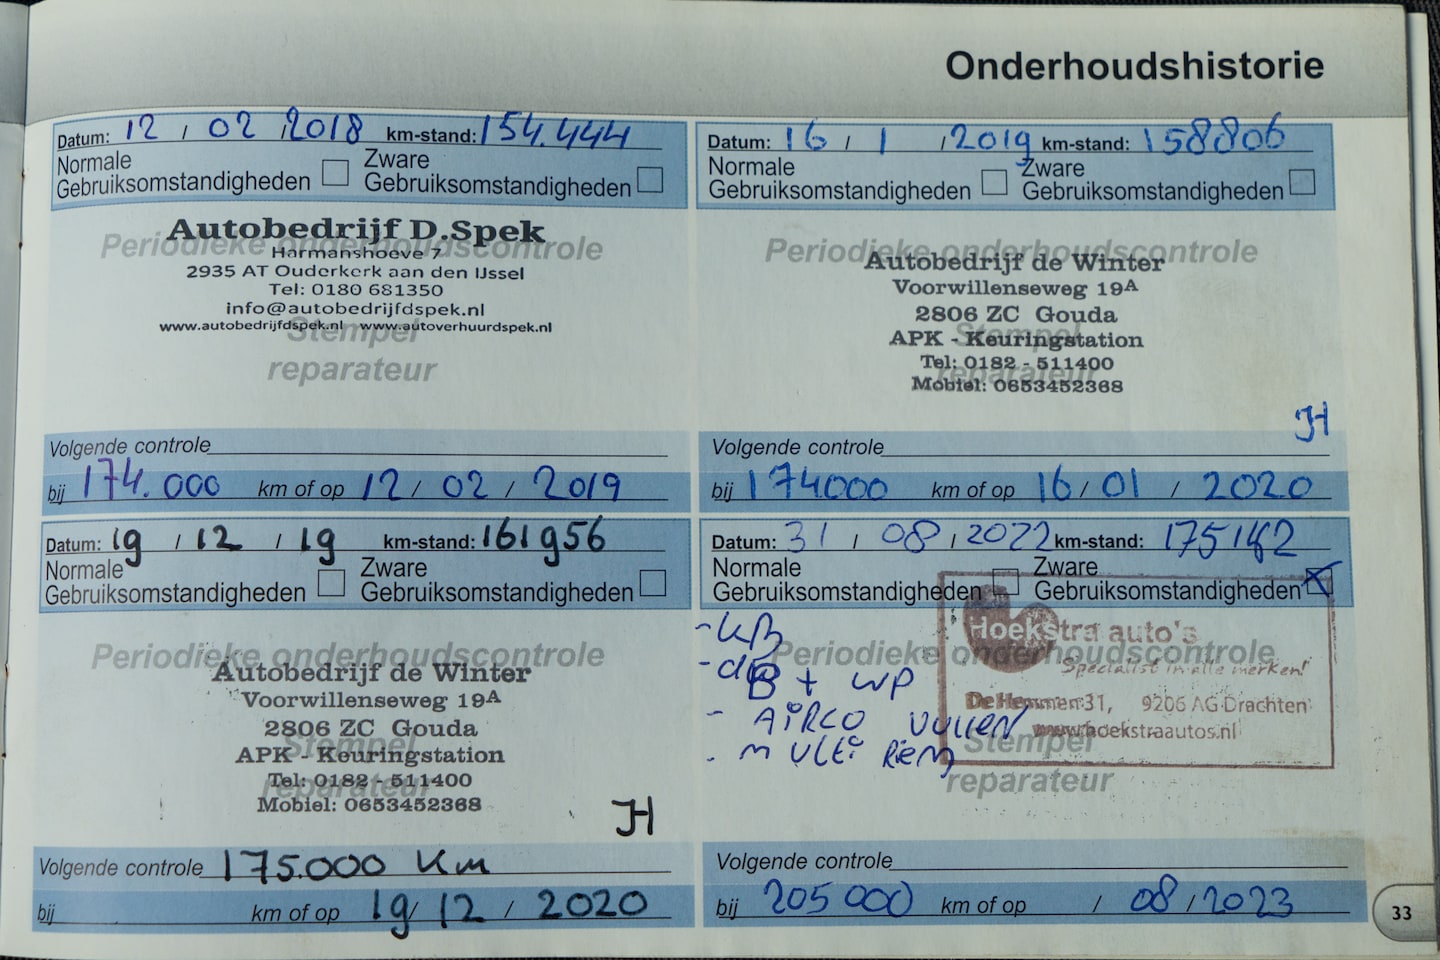 Onderhoudshistorie
Datum: 12 / 02 / 2018 km-stand: 154.444
Normale Gebruiksomstandigheden Zware Gebruiksomstandigheden
Periodieke onderhoudscontrole
Autobedrijf D.Spek
Harmanshoeve 7
2935 AT Ouderkerk aan den IJssel
Tel: 0180 681350
info@autobedrijfdspek.nl
www.autobedrijfdspek.nl www.autoverhuurdspek.nl
Stempel
reparateur
Volgende controle
bij 174.000 km of op 12 / 02 / 2019
Datum: 16 / 1 / 2019 km-stand: 158806
Normale Gebruiksomstandigheden Zware Gebruiksomstandigheden
Periodieke onderhoudscontrole
Autobedrijf de Winter
Voorwillenseweg 19A
2806 ZC Gouda
APK - Keuringstation
Tel: 0182 - 511400
Mobiel: 0653452368
Stempel
reparateur
JH
Volgende controle
bij 174000 km of op 16 / 01 / 2020
Datum: 19 / 12 / 19 km-stand: 161956
Normale Gebruiksomstandigheden Zware Gebruiksomstandigheden
Periodieke onderhoudscontrole
Autobedrijf de Winter
Voorwillenseweg 19A
2806 ZC Gouda
APK - Keuringstation
Tel: 0182 - 511400
Mobiel: 0653452368
Stempel
reparateur
JH
Volgende controle 175.000 Km
bij km of op 19 / 12 / 2020
Datum: 31 / 08 / 2022 km-stand:
Normale Gebruiksomstandigheden Zware Gebruiksomstandigheden
Periodieke onderhoudscontrole
Hoekstra auto's
Specialist in alle merken!
De Hemmen 31, 9206 AG Drachten
www.hoekstraautos.nl
- KB
B + WP
- AIRCO VULLEN
- MULTI RIEM
Stempel
reparateur
Volgende controle
bij 205 000 km of op / 08 / 2023
33